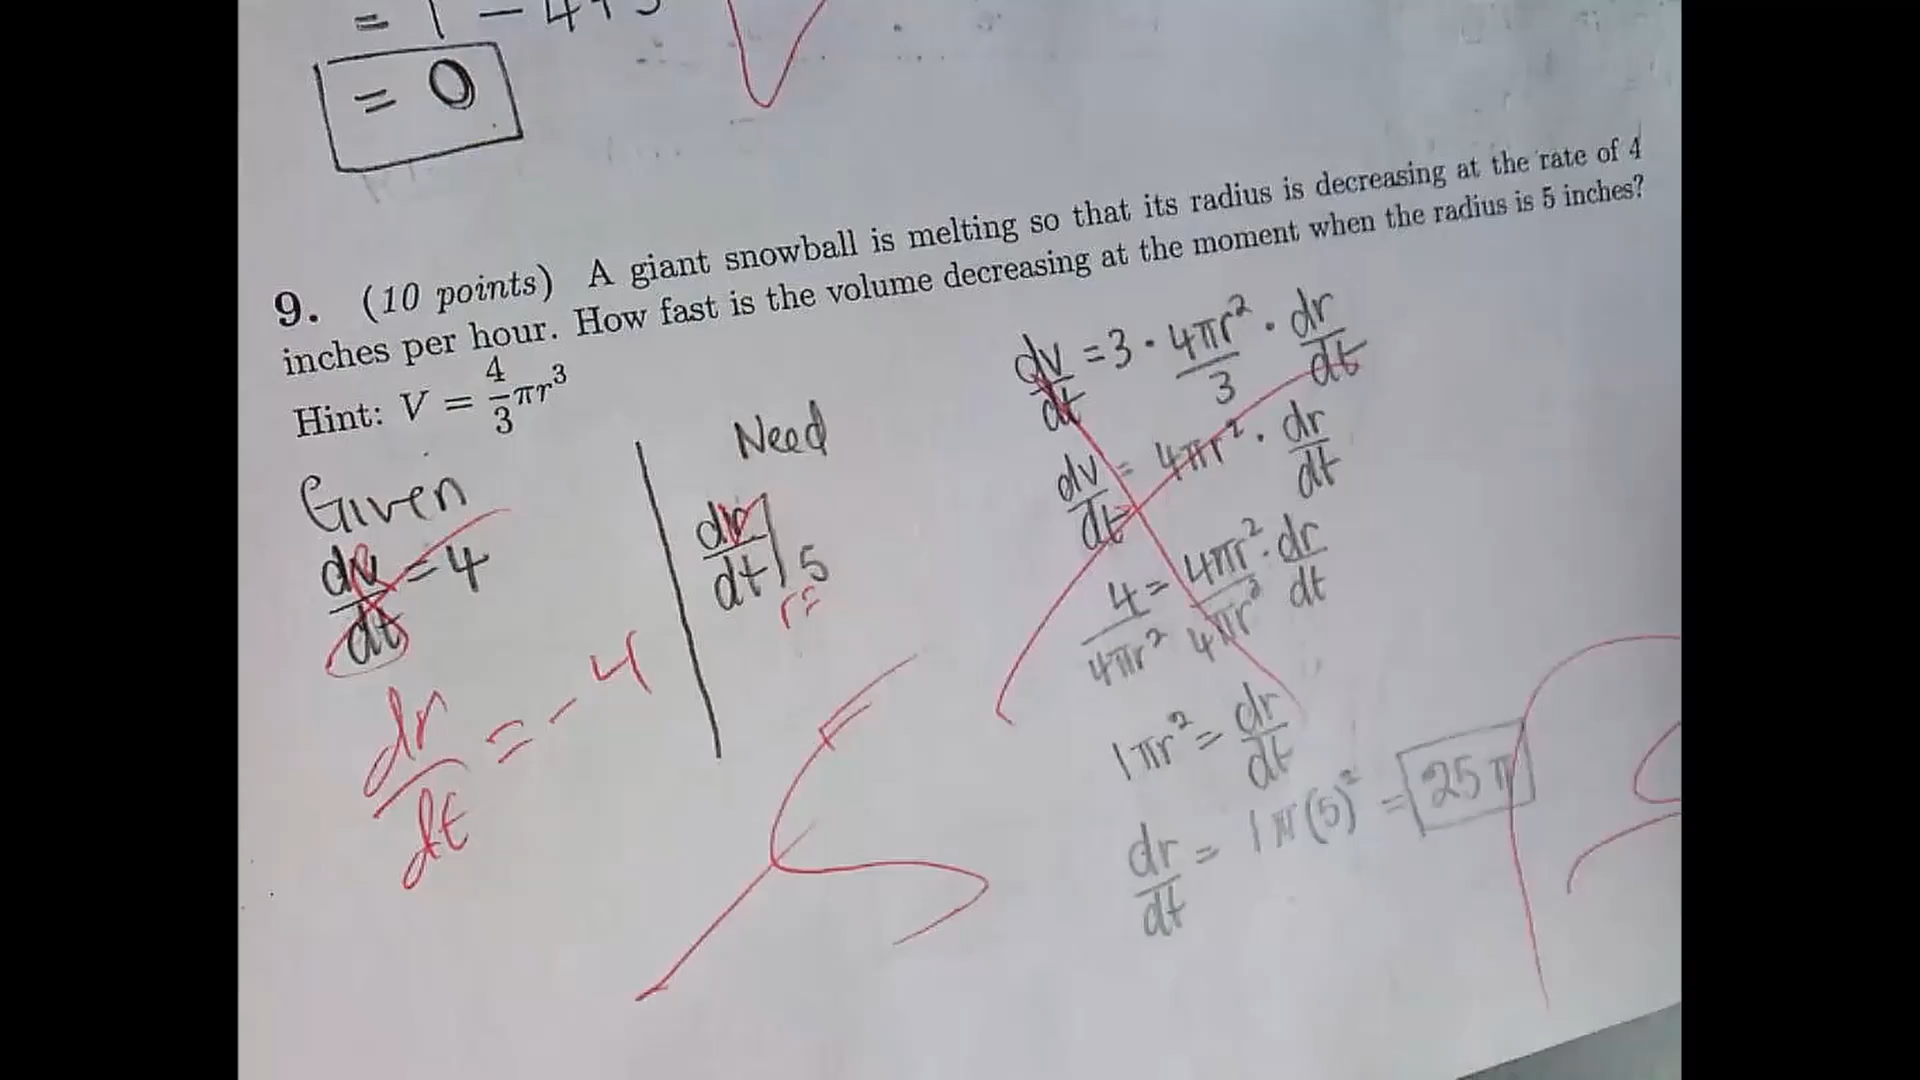 = 1 - 4
= 0
9. (10 points) A giant snowball is melting so that its radius is decreasing at the rate of 4
inches per hour. How fast is the volume decreasing at the moment when the radius is 5 inches?
Hint: V = 4/3 πr³
Given
dv/dt = 4
dr/dt = -4
Need
dv/dt | r=5
dv/dt = 3 · 4πr²/3 · dr/dt
dv/dt = 4πr² · dr/dt
4/4πr² = 4πr²/4πr² · dr/dt
1πr² = dr/dt
dr/dt = 1π(5)² = 25π